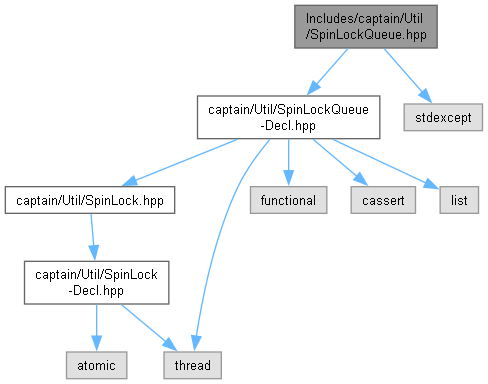 Includes/captain/Util
/SpinLockQueue.hpp
captain/Util/SpinLockQueue
-Decl.hpp
stdexcept
captain/Util/SpinLock.hpp
functional
cassert
list
captain/Util/SpinLock
-Decl.hpp
atomic
thread